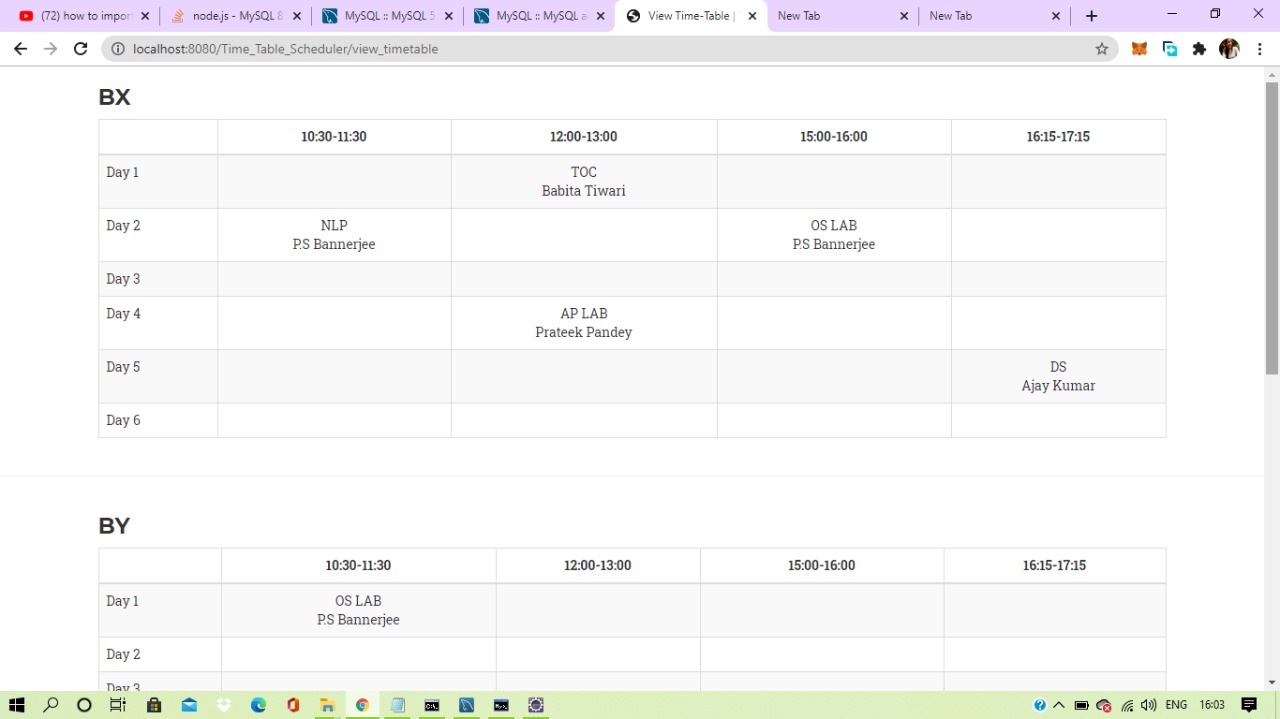 (72) how to import
node.js - MySQL 8
MySQL :: MySQL 5
MySQL :: MySQL a
View Time-Table |
New Tab
New Tab
localhost:8080/Time_Table_Scheduler/view_timetable
BX
10:30-11:30 12:00-13:00 15:00-16:00 16:15-17:15
Day 1
TOC
Babita Tiwari
Day 2
NLP
P.S Bannerjee
OS LAB
P.S Bannerjee
Day 3
Day 4
AP LAB
Prateek Pandey
Day 5
DS
Ajay Kumar
Day 6
BY
10:30-11:30 12:00-13:00 15:00-16:00 16:15-17:15
Day 1
OS LAB
P.S Bannerjee
Day 2
Day 3
ENG
16:03